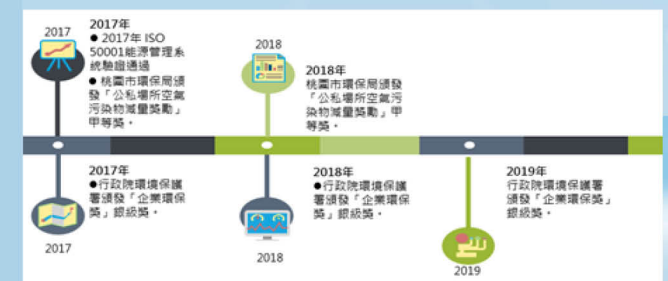 2017
2017年
● 2017年 ISO
50001能源管理系
統驗證通過
● 桃園市環保局頒
發「公私場所空氣
污染物減量獎勵」
甲等獎。
2018
2018年
桃園市環保局頒發
「公私場所空氣污
染物減量獎勵」甲
等獎。
2017年
●行政院環境保護
署頒發「企業環保
獎」銀級獎。
2017
2018年
●行政院環境保護
署頒發「企業環保
獎」銀級獎。
2018
2019年
行政院環境保護署
頒發「企業環保獎」
銀級獎。
2019